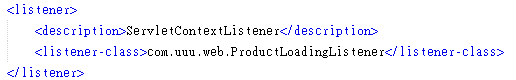 <listener>
    <description>ServletContextListener</description>
    <listener-class>com.uuu.web.ProductLoadingListener</listener-class>
</listener>